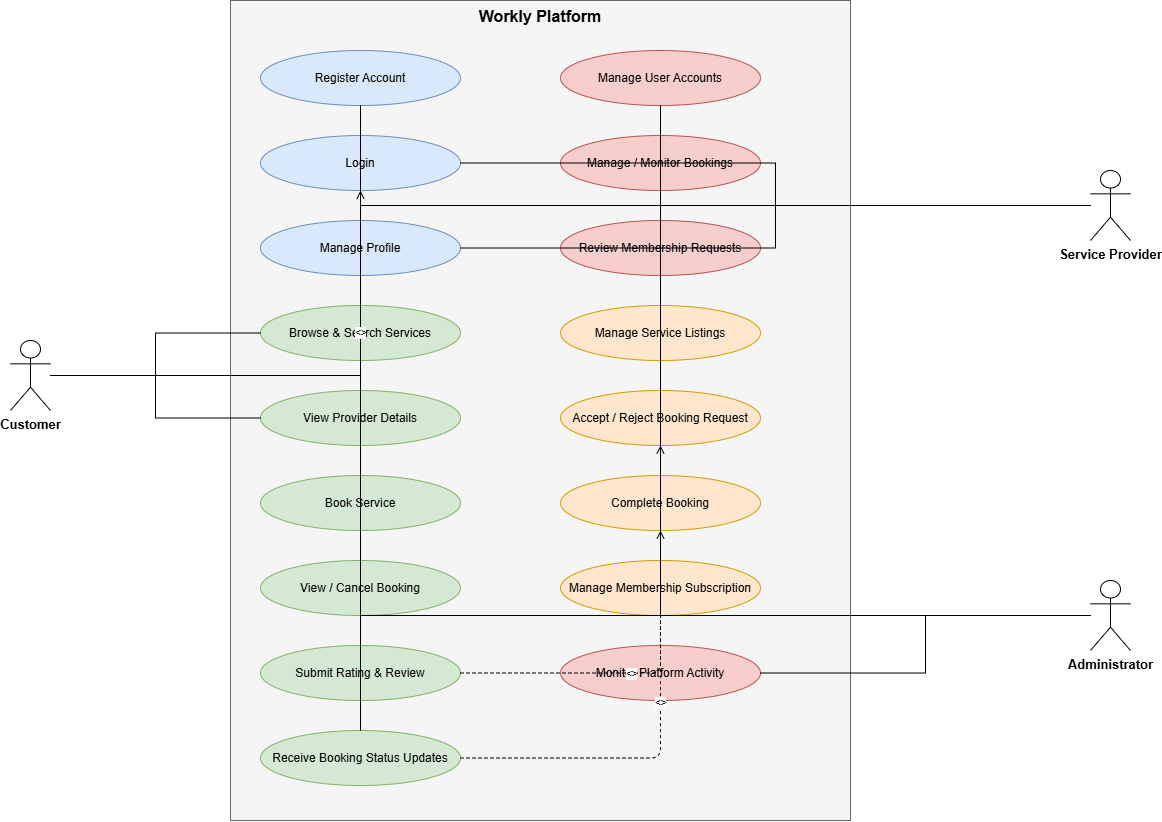 Workly Platform
Register Account
Manage User Accounts
Login
Manage / Monitor Bookings
Manage Profile
Review Membership Requests
Service Provider
Browse & Search Services
<>
Manage Service Listings
Customer
View Provider Details
Accept / Reject Booking Request
Book Service
Complete Booking
View / Cancel Booking
Manage Membership Subscription
Administrator
Submit Rating & Review
<>
Monitor Platform Activity
<>
Receive Booking Status Updates